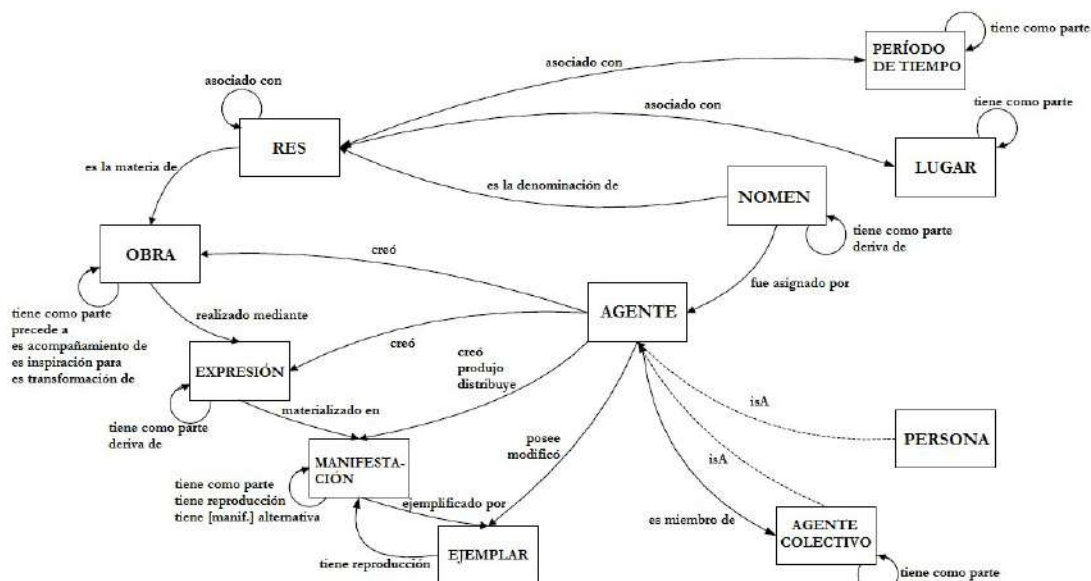 tiene como parte
PERÍODO
DE TIEMPO
asociado con
asociado con
asociado con
tiene como parte
RES
LUGAR
es la materia de
es la denominación de
NOMEN
tiene como parte
deriva de
OBRA
creó
fue asignado por
tiene como parte
precede a
es acompañamiento de
es inspiración para
es transformación de
realizado mediante
AGENTE
creó
creó
produjo
distribuye
EXPRESIÓN
tiene como parte
deriva de
materializado en
isA
PERSONA
posee
modificó
isA
MANIFESTA-
CIÓN
tiene como parte
tiene reproducción
tiene [manif.] alternativa
ejemplificado por
es miembro de
AGENTE
COLECTIVO
tiene reproducción
EJEMPLAR
tiene como parte